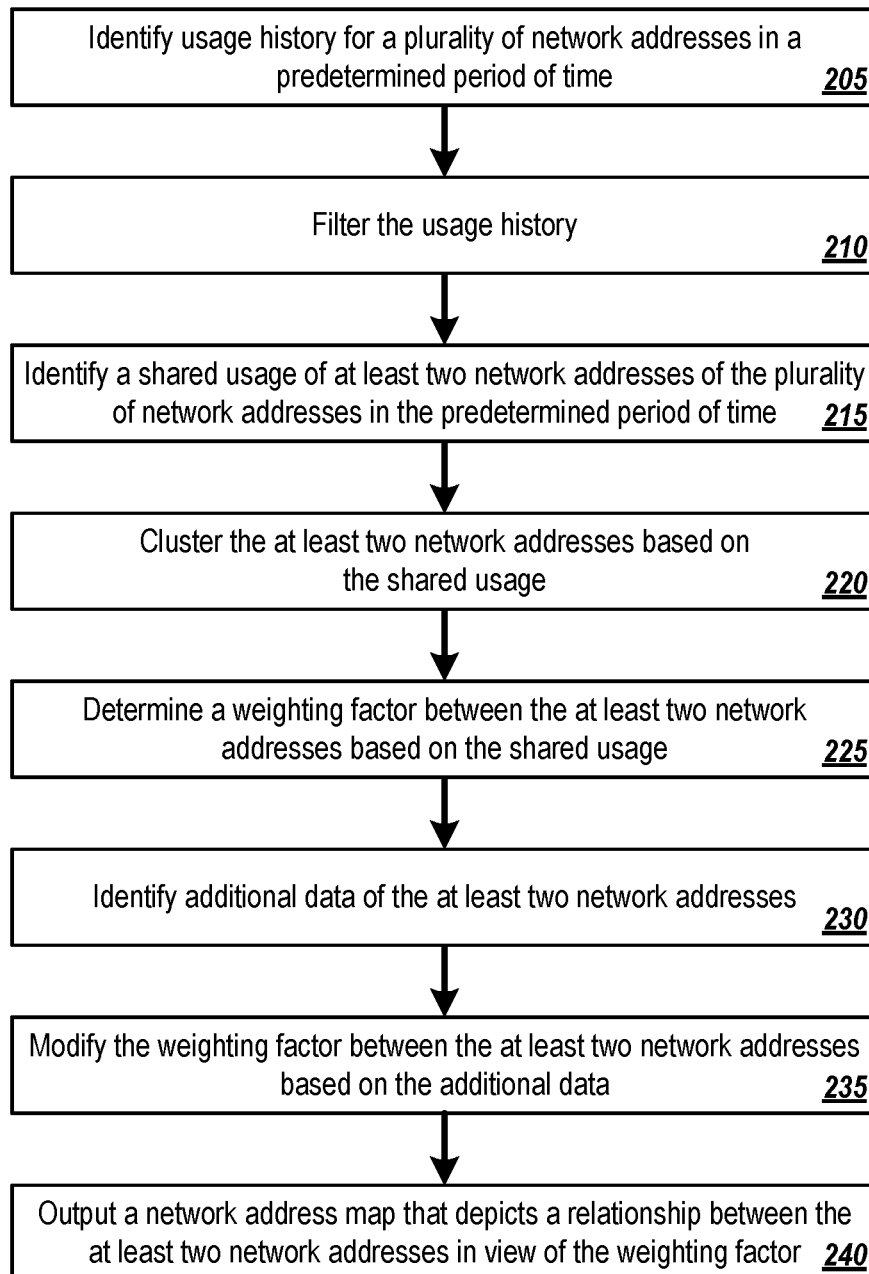 Identify usage history for a plurality of network addresses in a
predetermined period of time 205
Filter the usage history
210
Identify a shared usage of at least two network addresses of the plurality
of network addresses in the predetermined period of time 215
Cluster the at least two network addresses based on
the shared usage
220
Determine a weighting factor between the at least two network
addresses based on the shared usage 225
Identify additional data of the at least two network addresses
230
Modify the weighting factor between the at least two network addresses
based on the additional data 235
Output a network address map that depicts a relationship between the
at least two network addresses in view of the weighting factor 240